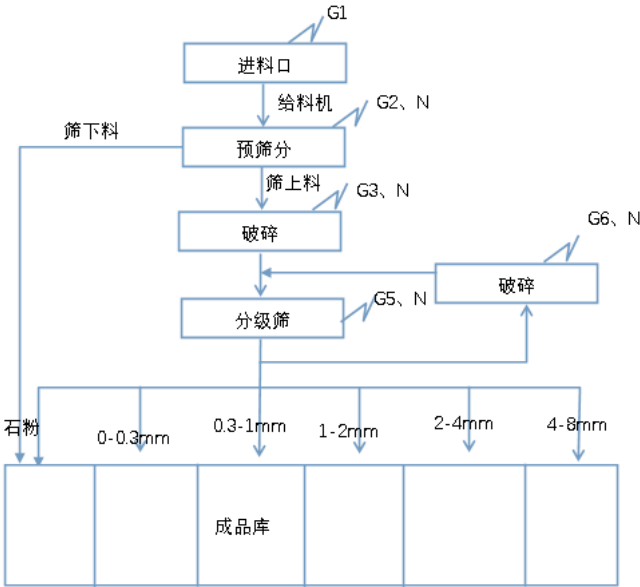 G1
进料口
给料机
G2、N
筛下料
预筛分
筛上料
G3、N
破碎
G6、N
破碎
G5、N
分级筛
石粉
0-0.3mm
0.3-1mm
1-2mm
2-4mm
4-8mm
成品库